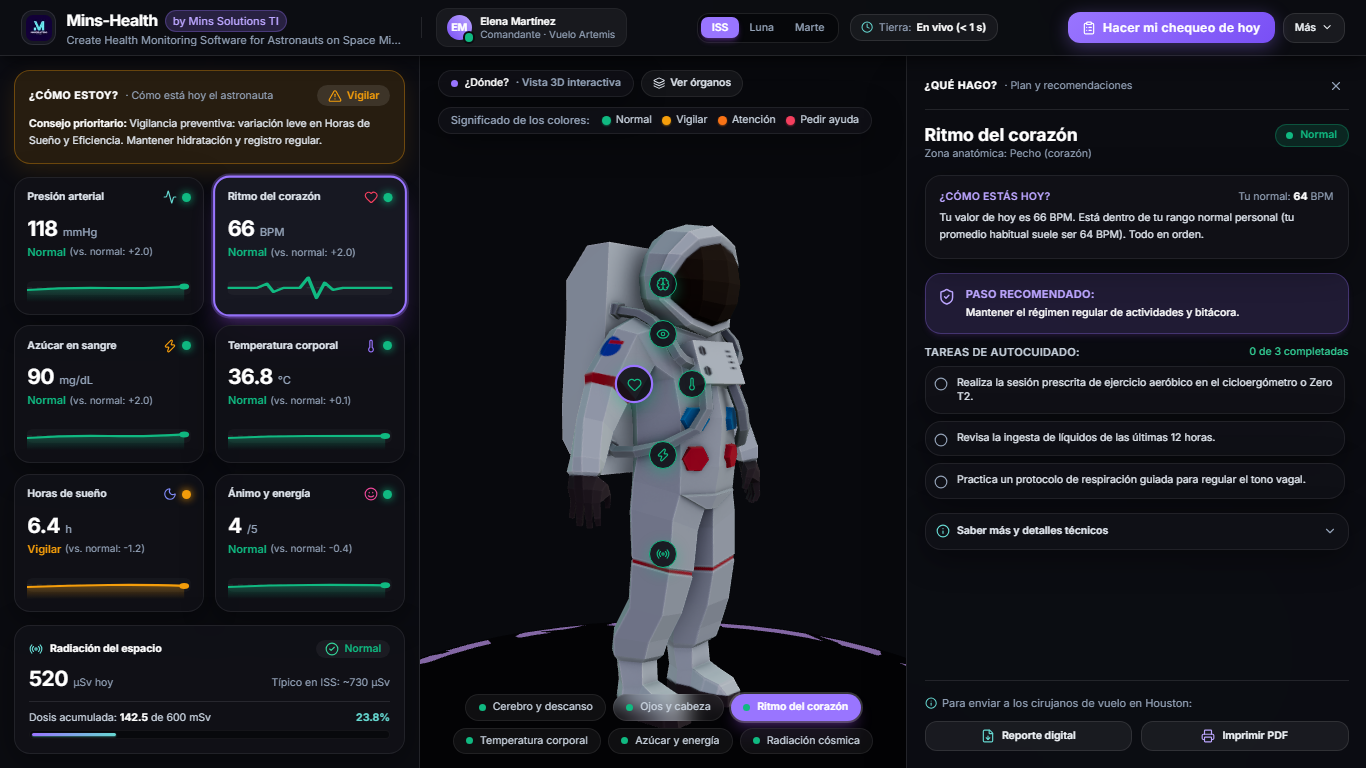 Mins-Health
by Mins Solutions TI
Create Health Monitoring Software for Astronauts on Space Mi...
EM
Elena Martínez
Comandante · Vuelo Artemis
ISS
Luna
Marte
Tierra: En vivo (< 1 s)
Hacer mi chequeo de hoy
Más
¿CÓMO ESTOY? · Cómo está hoy el astronauta
Vigilar
Consejo prioritario: Vigilancia preventiva: variación leve en Horas de
Sueño y Eficiencia. Mantener hidratación y registro regular.
Presión arterial
118 mmHg
Normal (vs. normal: +2.0)
Ritmo del corazón
66 BPM
Normal (vs. normal: +2.0)
Azúcar en sangre
90 mg/dL
Normal (vs. normal: +2.0)
Temperatura corporal
36.8 °C
Normal (vs. normal: +0.1)
Horas de sueño
6.4 h
Vigilar (vs. normal: -1.2)
Ánimo y energía
4 /5
Normal (vs. normal: -0.4)
Radiación del espacio
Normal
520 µSv hoy
Típico en ISS: ~730 µSv
Dosis acumulada: 142.5 de 600 mSv
23.8%
¿Dónde? · Vista 3D interactiva
Ver órganos
Significado de los colores:
Normal
Vigilar
Atención
Pedir ayuda
Cerebro y descanso
Ojos y cabeza
Ritmo del corazón
Temperatura corporal
Azúcar y energía
Radiación cósmica
¿QUÉ HAGO? · Plan y recomendaciones
Ritmo del corazón
Normal
Zona anatómica: Pecho (corazón)
¿CÓMO ESTÁS HOY?
Tu normal: 64 BPM
Tu valor de hoy es 66 BPM. Está dentro de tu rango normal personal (tu
promedio habitual suele ser 64 BPM). Todo en orden.
PASO RECOMENDADO:
Mantener el régimen regular de actividades y bitácora.
TAREAS DE AUTOCUIDADO:
0 de 3 completadas
Realiza la sesión prescrita de ejercicio aeróbico en el cicloergómetro o Zero
T2.
Revisa la ingesta de líquidos de las últimas 12 horas.
Practica un protocolo de respiración guiada para regular el tono vagal.
Saber más y detalles técnicos
Para enviar a los cirujanos de vuelo en Houston:
Reporte digital
Imprimir PDF